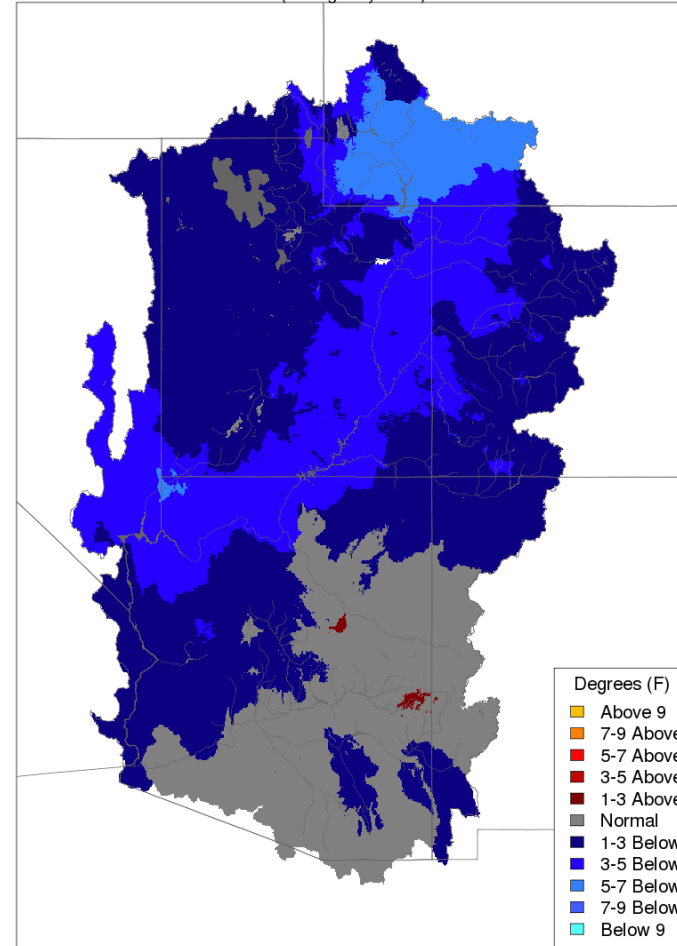 Degrees (F)
Above 9
7-9 Above
5-7 Above
3-5 Above
1-3 Above
Normal
1-3 Below
3-5 Below
5-7 Below
7-9 Below
Below 9